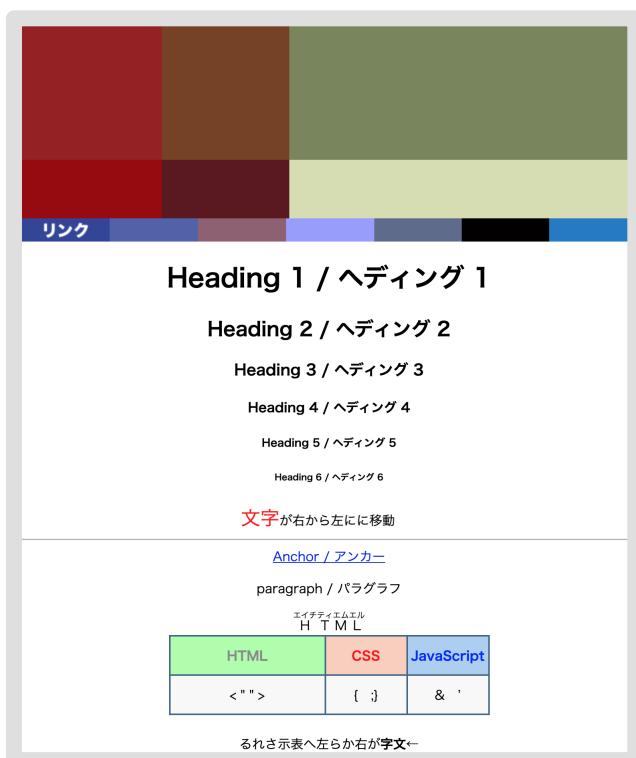 リンク
Heading 1 / ヘディング 1
Heading 2 / ヘディング 2
Heading 3 / ヘディング 3
Heading 4 / ヘディング 4
Heading 5 / ヘディング 5
Heading 6 / ヘディング 6
文字が右から左にに移動
Anchor / アンカー
paragraph / パラグラフ
エイチティエムエル
H T M L
HTML CSS JavaScript
< " " > { ;} & '
るれさ示表へ左らか右が字文←